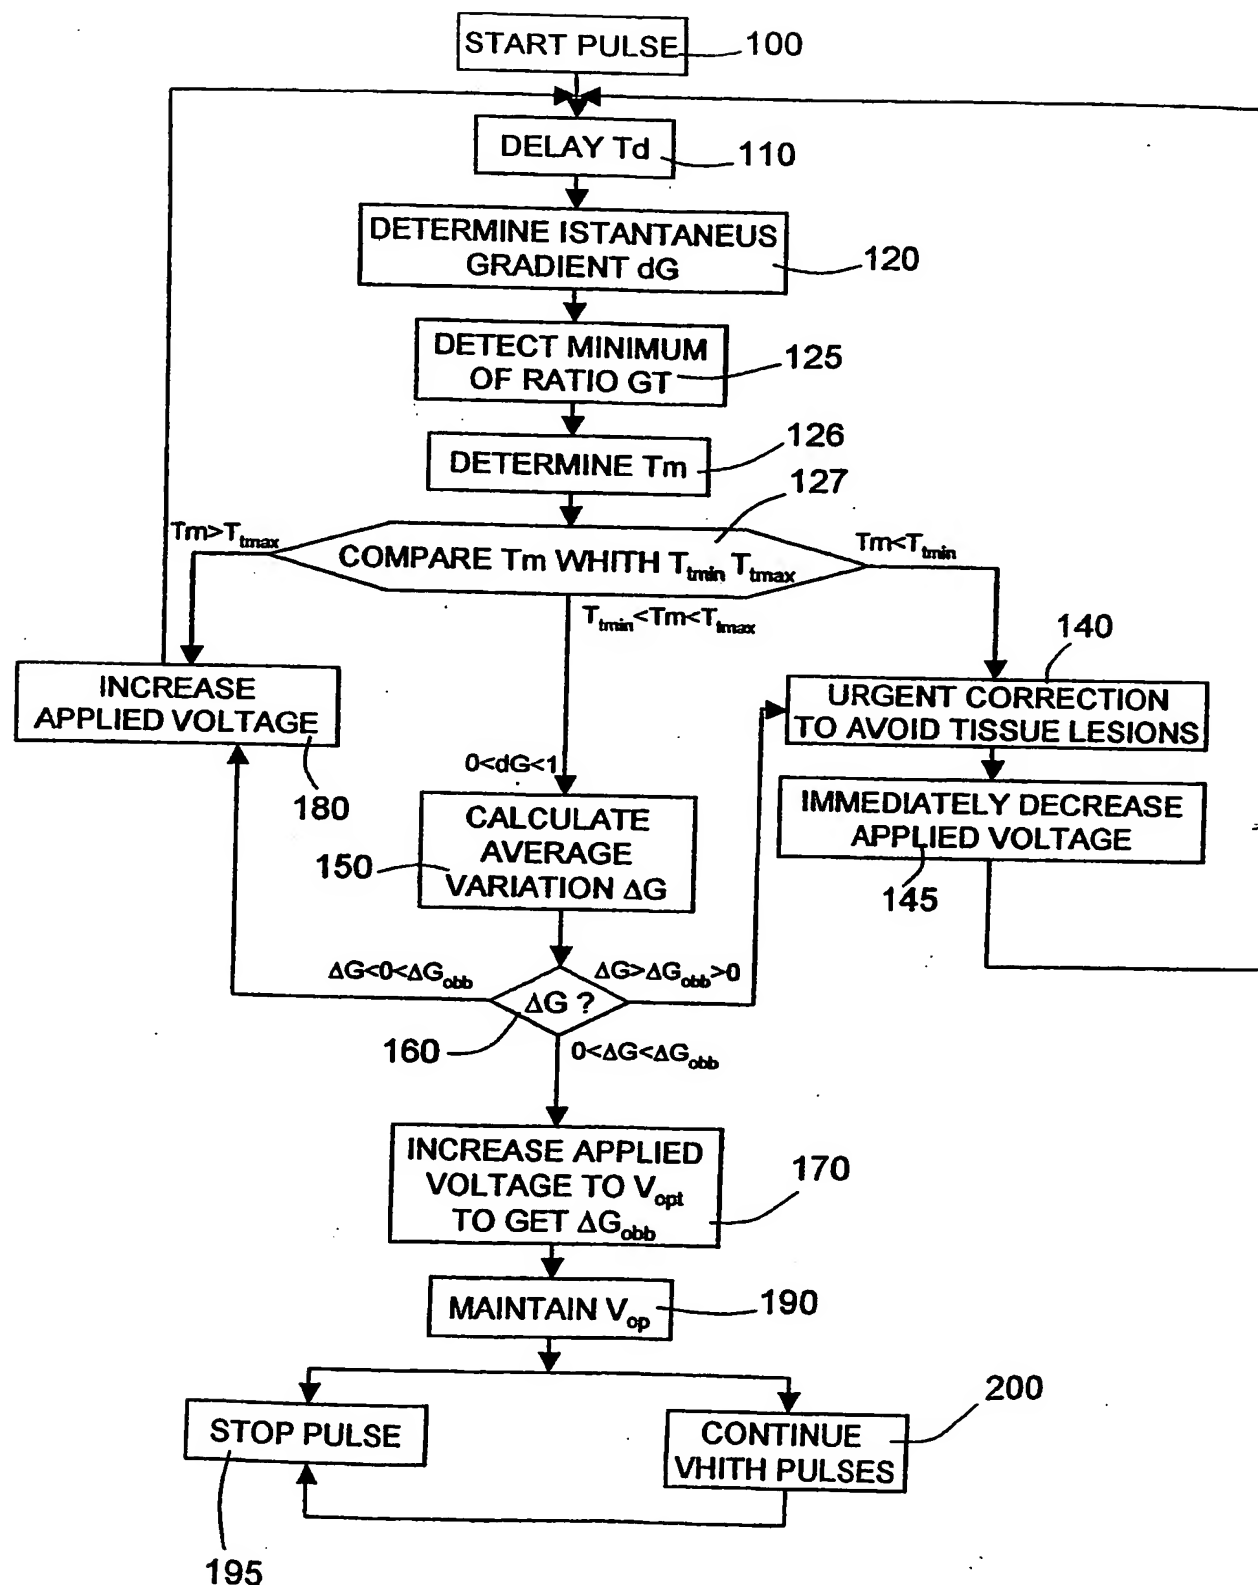 START PULSE
100
DELAY Td
110
DETERMINE ISTANTANEUS
GRADIENT dG
120
DETECT MINIMUM
OF RATIO GT
125
DETERMINE Tm
126
127
Tm>Ttmax
COMPARE Tm WHITH Ttmin Ttmax
Tm<Ttmin
Ttmin<Tm<Ttmax
INCREASE
APPLIED VOLTAGE
180
140
URGENT CORRECTION
TO AVOID TISSUE LESIONS
0<dG<1
CALCULATE
AVERAGE
VARIATION ΔG
150
IMMEDIATELY DECREASE
APPLIED VOLTAGE
145
ΔG<0<ΔGobb
ΔG>ΔGobb>0
ΔG ?
160
0<ΔG<ΔGobb
INCREASE APPLIED
VOLTAGE TO Vopt
TO GET ΔGobb
170
MAINTAIN Vop
190
STOP PULSE
195
CONTINUE
VHITH PULSES
200